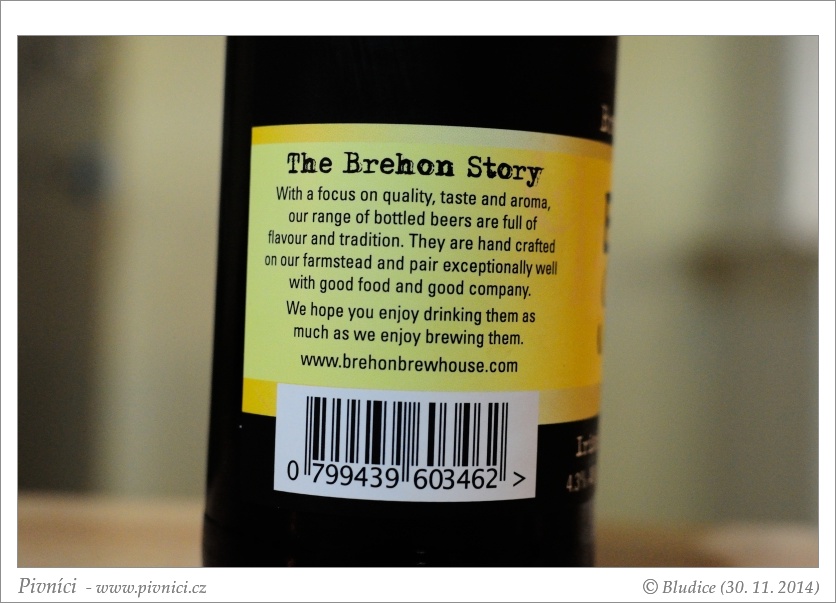 The Brehon Story
With a focus on quality, taste and aroma,
our range of bottled beers are full of
flavour and tradition. They are hand crafted
on our farmstead and pair exceptionally well
with good food and good company.
We hope you enjoy drinking them as
much as we enjoy brewing them.
www.brehonbrewhouse.com
0 799439 603462 >
4.3%
Pivníci - www.pivnici.cz
© Bludice (30. 11. 2014)